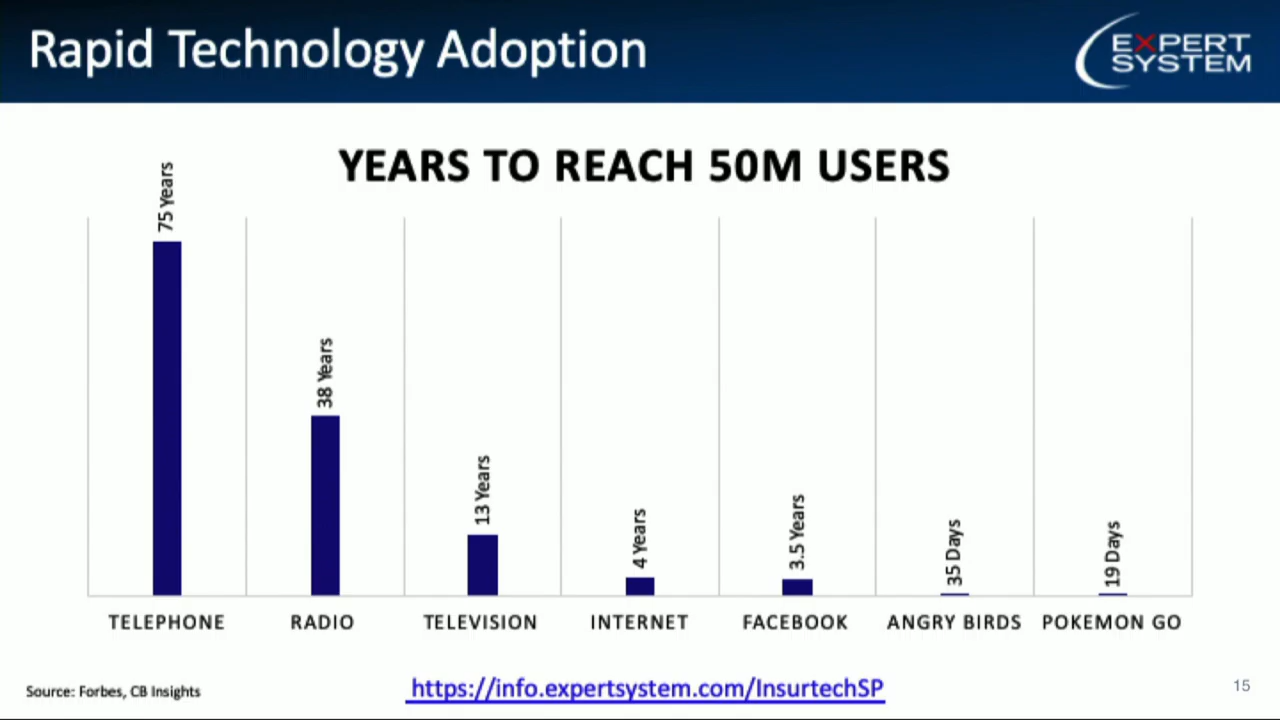 Rapid Technology Adoption
EXPERT
SYSTEM
YEARS TO REACH 50M USERS
75 Years
38 Years
13 Years
4 Years
3.5 Years
35 Days
19 Days
TELEPHONE
RADIO
TELEVISION
INTERNET
FACEBOOK
ANGRY BIRDS
POKEMON GO
Source: Forbes, CB Insights
https://info.expertsystem.com/InsurtechSP
15